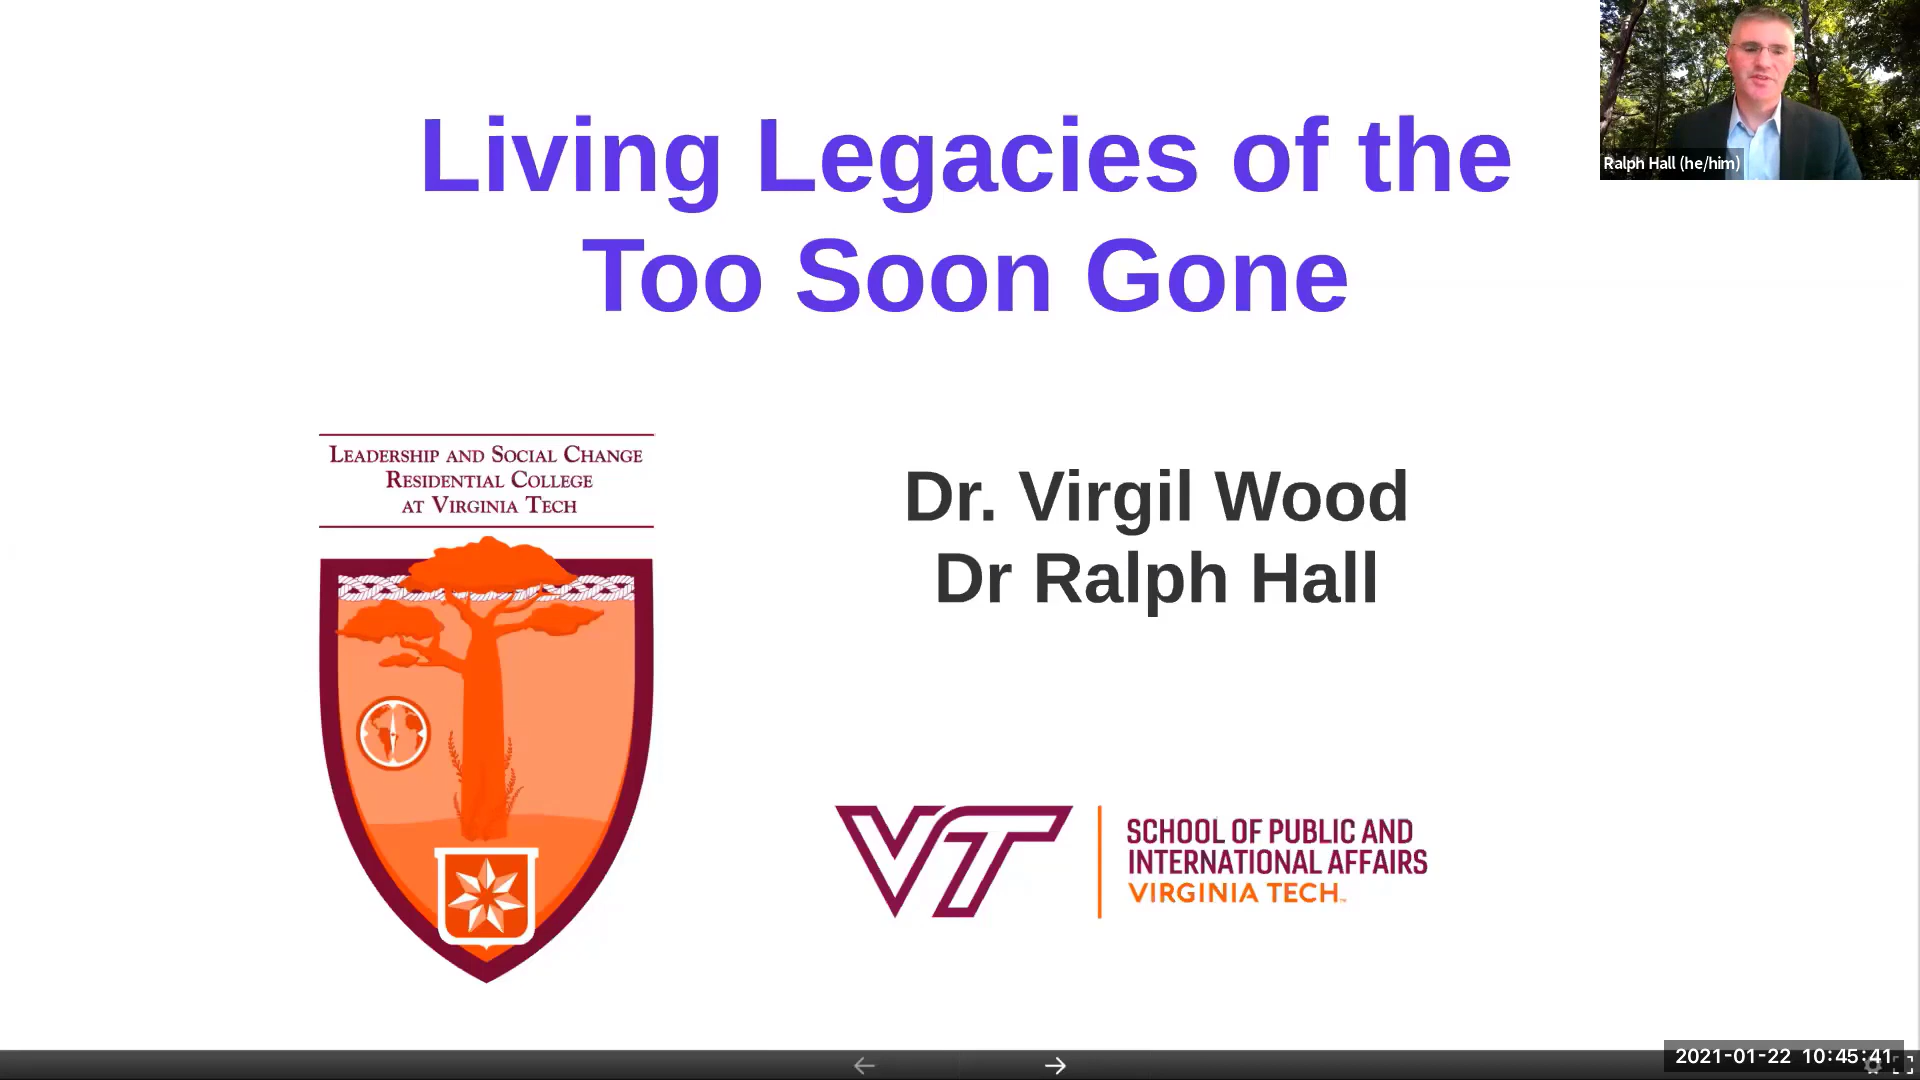 Living Legacies of the
Too Soon Gone
Ralph Hall (he/him)
LEADERSHIP AND SOCIAL CHANGE
RESIDENTIAL COLLEGE
AT VIRGINIA TECH
Dr. Virgil Wood
Dr Ralph Hall
VT
SCHOOL OF PUBLIC AND
INTERNATIONAL AFFAIRS
VIRGINIA TECH™
2021-01-22 10:45:41